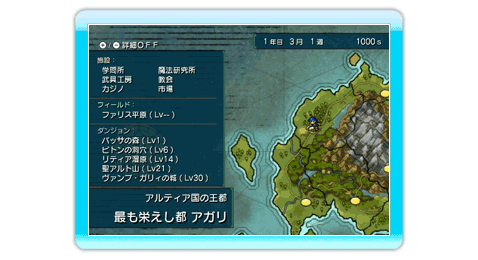 ⊕/⊖詳細OFF
1年目 3月 1週 1000s
施設:
学問所 魔法研究所
武具工房 教会
カジノ 市場
フィールド:
ファリス平原(Lv--)
ダンジョン:
バッサの森(Lv1)
ピトンの洞穴(Lv6)
リティア湿原(Lv14)
聖アルト山(Lv21)
ヴァンプ・ガリィの城(Lv30)
アルティア国の王都
最も栄えし都 アガリ